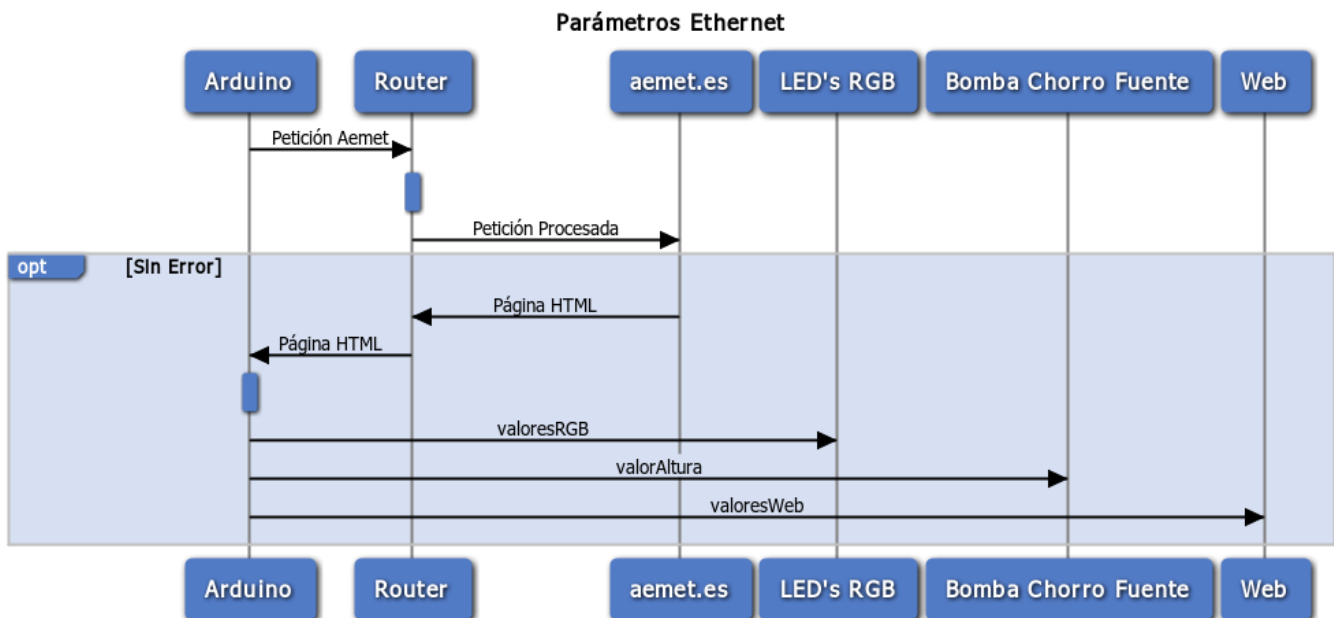 Parámetros Ethernet
Arduino Router aemet.es LED's RGB Bomba Chorro Fuente Web
Petición Aemet
Petición Procesada
opt [Sin Error]
Página HTML
Página HTML
valoresRGB
valorAltura
valoresWeb
Arduino Router aemet.es LED's RGB Bomba Chorro Fuente Web